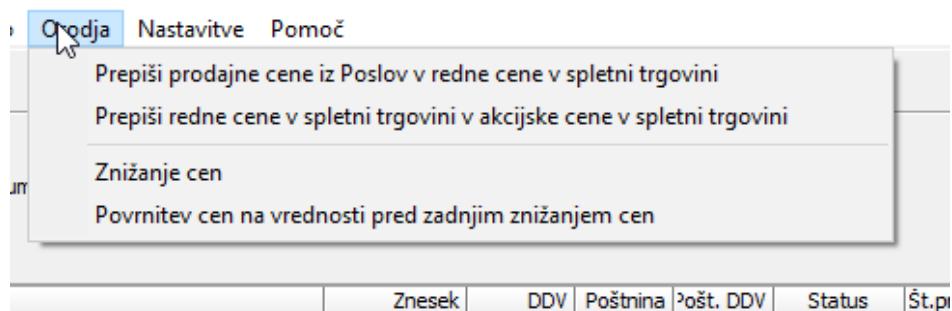 Orodja Nastavitve Pomoč
Prepiši prodajne cene iz Poslov v redne cene v spletni trgovini
Prepiši redne cene v spletni trgovini v akcijske cene v spletni trgovini
Znižanje cen
Povrnitev cen na vrednosti pred zadnjim znižanjem cen
Znesek DDV Poštnina Pošt. DDV Status